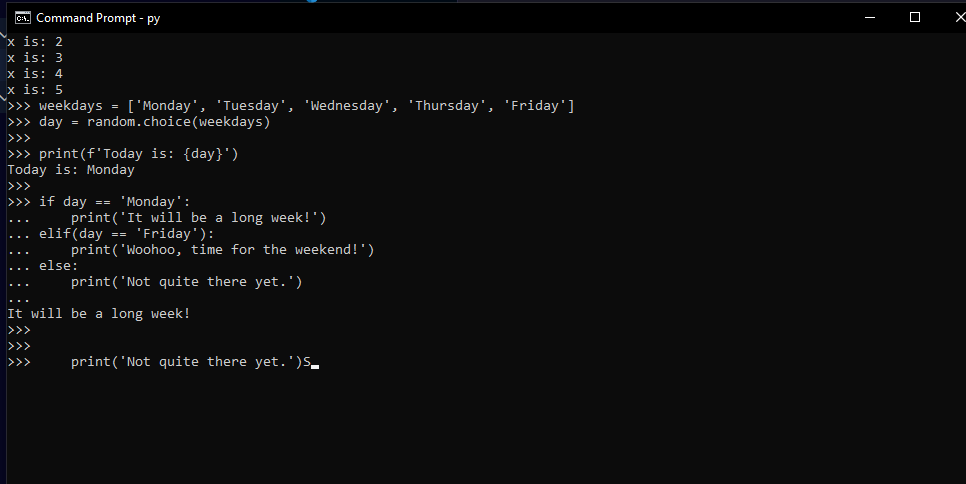 Command Prompt - py
x is: 2
x is: 3
x is: 4
x is: 5
>>> weekdays = ['Monday', 'Tuesday', 'Wednesday', 'Thursday', 'Friday']
>>> day = random.choice(weekdays)
>>>
>>> print(f'Today is: {day}')
Today is: Monday
>>>
>>> if day == 'Monday':
...     print('It will be a long week!')
... elif(day == 'Friday'):
...     print('Woohoo, time for the weekend!')
... else:
...     print('Not quite there yet.')
...
It will be a long week!
>>>
>>>
>>>     print('Not quite there yet.')S